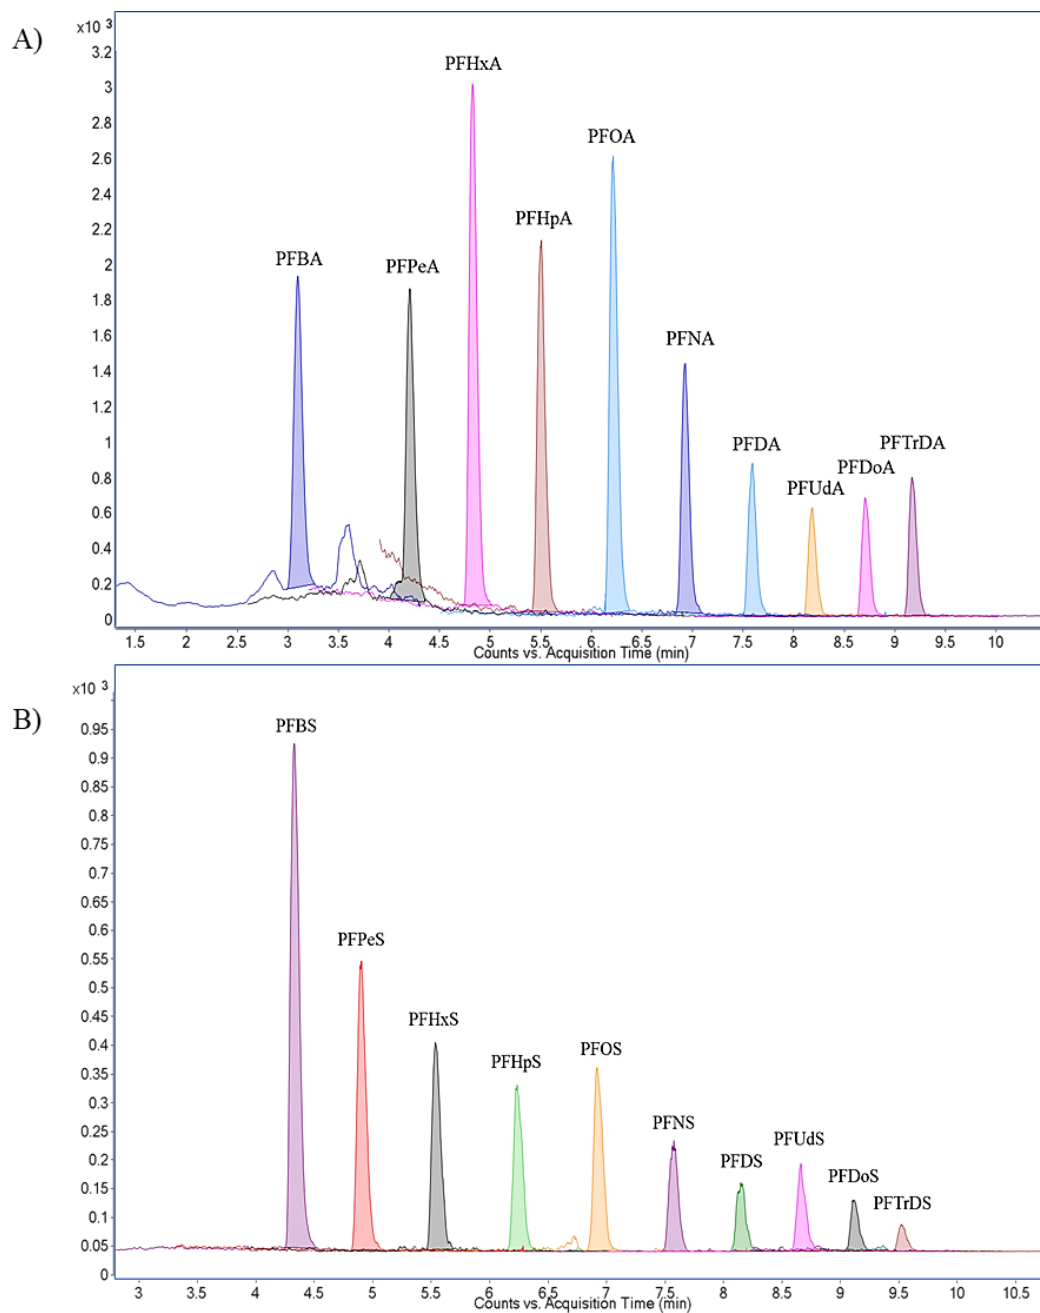 A)
x10 3
3.2
3
2.8
2.6
2.4
2.2
2
1.8
1.6
1.4
1.2
1
0.8
0.6
0.4
0.2
0
PFHxA
PFOA
PFHpA
PFBA
PFPeA
PFNA
PFDA
PFTrDA
PFDoA
PFUdA
1.5 2 2.5 3 3.5 4 4.5 5 5.5 6 6.5 7 7.5 8 8.5 9 9.5 10
Counts vs. Acquisition Time (min)
B)
x10 3
0.95
0.9
0.85
0.8
0.75
0.7
0.65
0.6
0.55
0.5
0.45
0.4
0.35
0.3
0.25
0.2
0.15
0.1
0.05
0
PFBS
PFPeS
PFHxS
PFHpS
PFOS
PFNS
PFDS
PFUdS
PFDoS
PFTrDS
3 3.5 4 4.5 5 5.5 6 6.5 7 7.5 8 8.5 9 9.5 10 10.5
Counts vs. Acquisition Time (min)